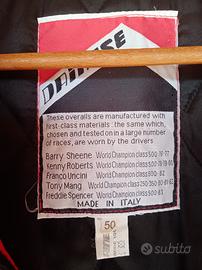 DAINESE
These overalls are manufactured with
first-class materials: the same which,
chosen and tested on in a large number
of races, are worn by the drivers:
Barry Sheene World Champion class 500 -76-77
Kenny Roberts World Champion class 500 -78-79-80
Franco Uncini World Champion class 500 - 82
Tony Mang World Champion class 250,350 80-81-82
Freddie Spencer World Champion class 500-83
MADE IN ITALY
50
subito